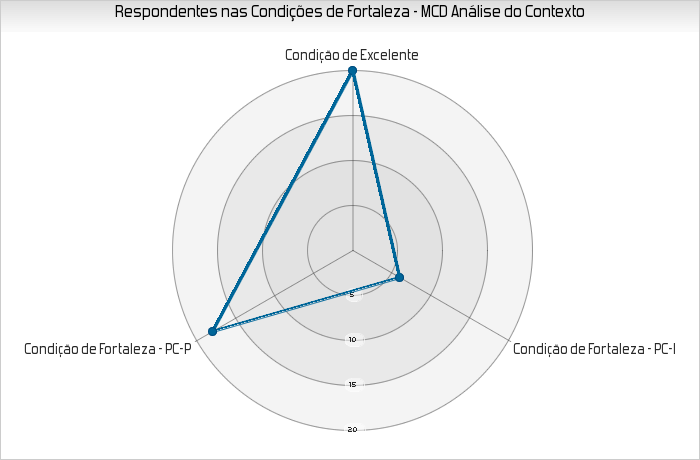 Respondentes nas Condições de Fortaleza - MCD Análise do Contexto
Condição de Excelente
5
Condição de Fortaleza - PC-P
10
Condição de Fortaleza - PC-I
15
20